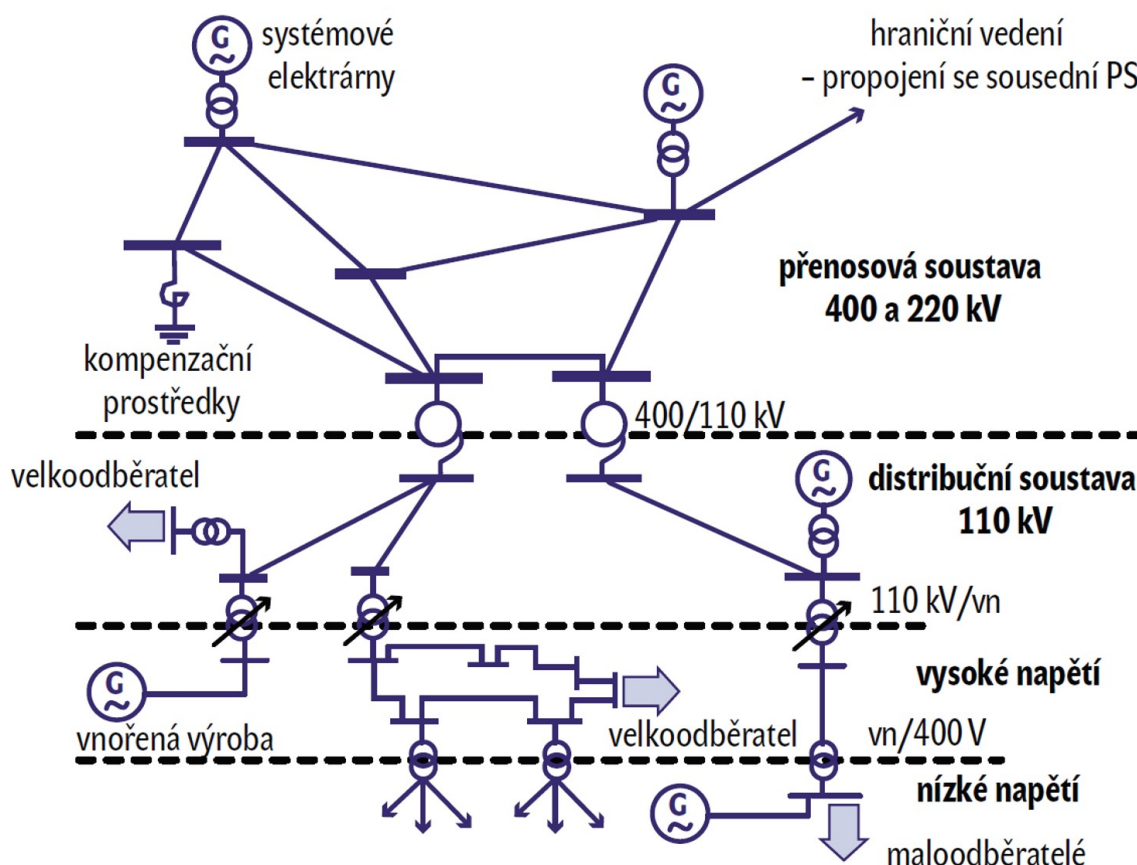 G
systémové
elektrárny
G
hraniční vedení
– propojení se sousední PS
přenosová soustava
400 a 220 kV
kompenzační
prostředky
400/110 kV
velkoodběratel
G
distribuční soustava
110 kV
110 kV/vn
G
vysoké napětí
vnořená výroba
velkoodběratel
vn/400 V
nízké napětí
G
maloodběratelé